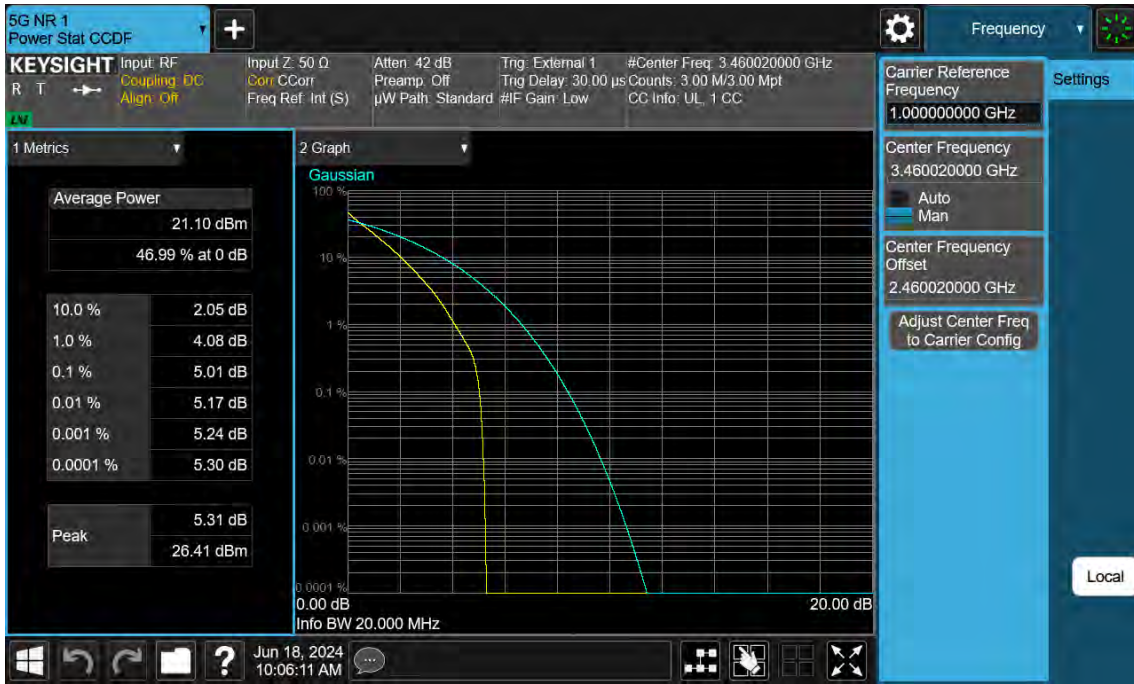 5G NR 1
Power Stat CCDF
Frequency
KEYSIGHT
R T
LNI
Input: RF
Coupling: DC
Align: Off
Input Z: 50 Ω
Corr CCorr
Freq Ref: Int (S)
Atten: 42 dB
Preamp: Off
µW Path: Standard
#IF Gain: Low
Trig: External 1
Trig Delay: 30.00 µs
#Center Freq: 3.460020000 GHz
Counts: 3.00 M/3.00 Mpt
CC Info: UL, 1 CC
1 Metrics
Average Power
21.10 dBm
46.99 % at 0 dB
10.0 % 2.05 dB
1.0 % 4.08 dB
0.1 % 5.01 dB
0.01 % 5.17 dB
0.001 % 5.24 dB
0.0001 % 5.30 dB
Peak
5.31 dB
26.41 dBm
2 Graph
Gaussian
100 %
10 %
1 %
0.1 %
0.01 %
0.001 %
0.0001 %
0.00 dB 20.00 dB
Info BW 20.000 MHz
Carrier Reference
Frequency
1.000000000 GHz
Center Frequency
3.460020000 GHz
Auto
Man
Center Frequency
Offset
2.460020000 GHz
Adjust Center Freq
to Carrier Config
Settings
Local
?
Jun 18, 2024
10:06:11 AM